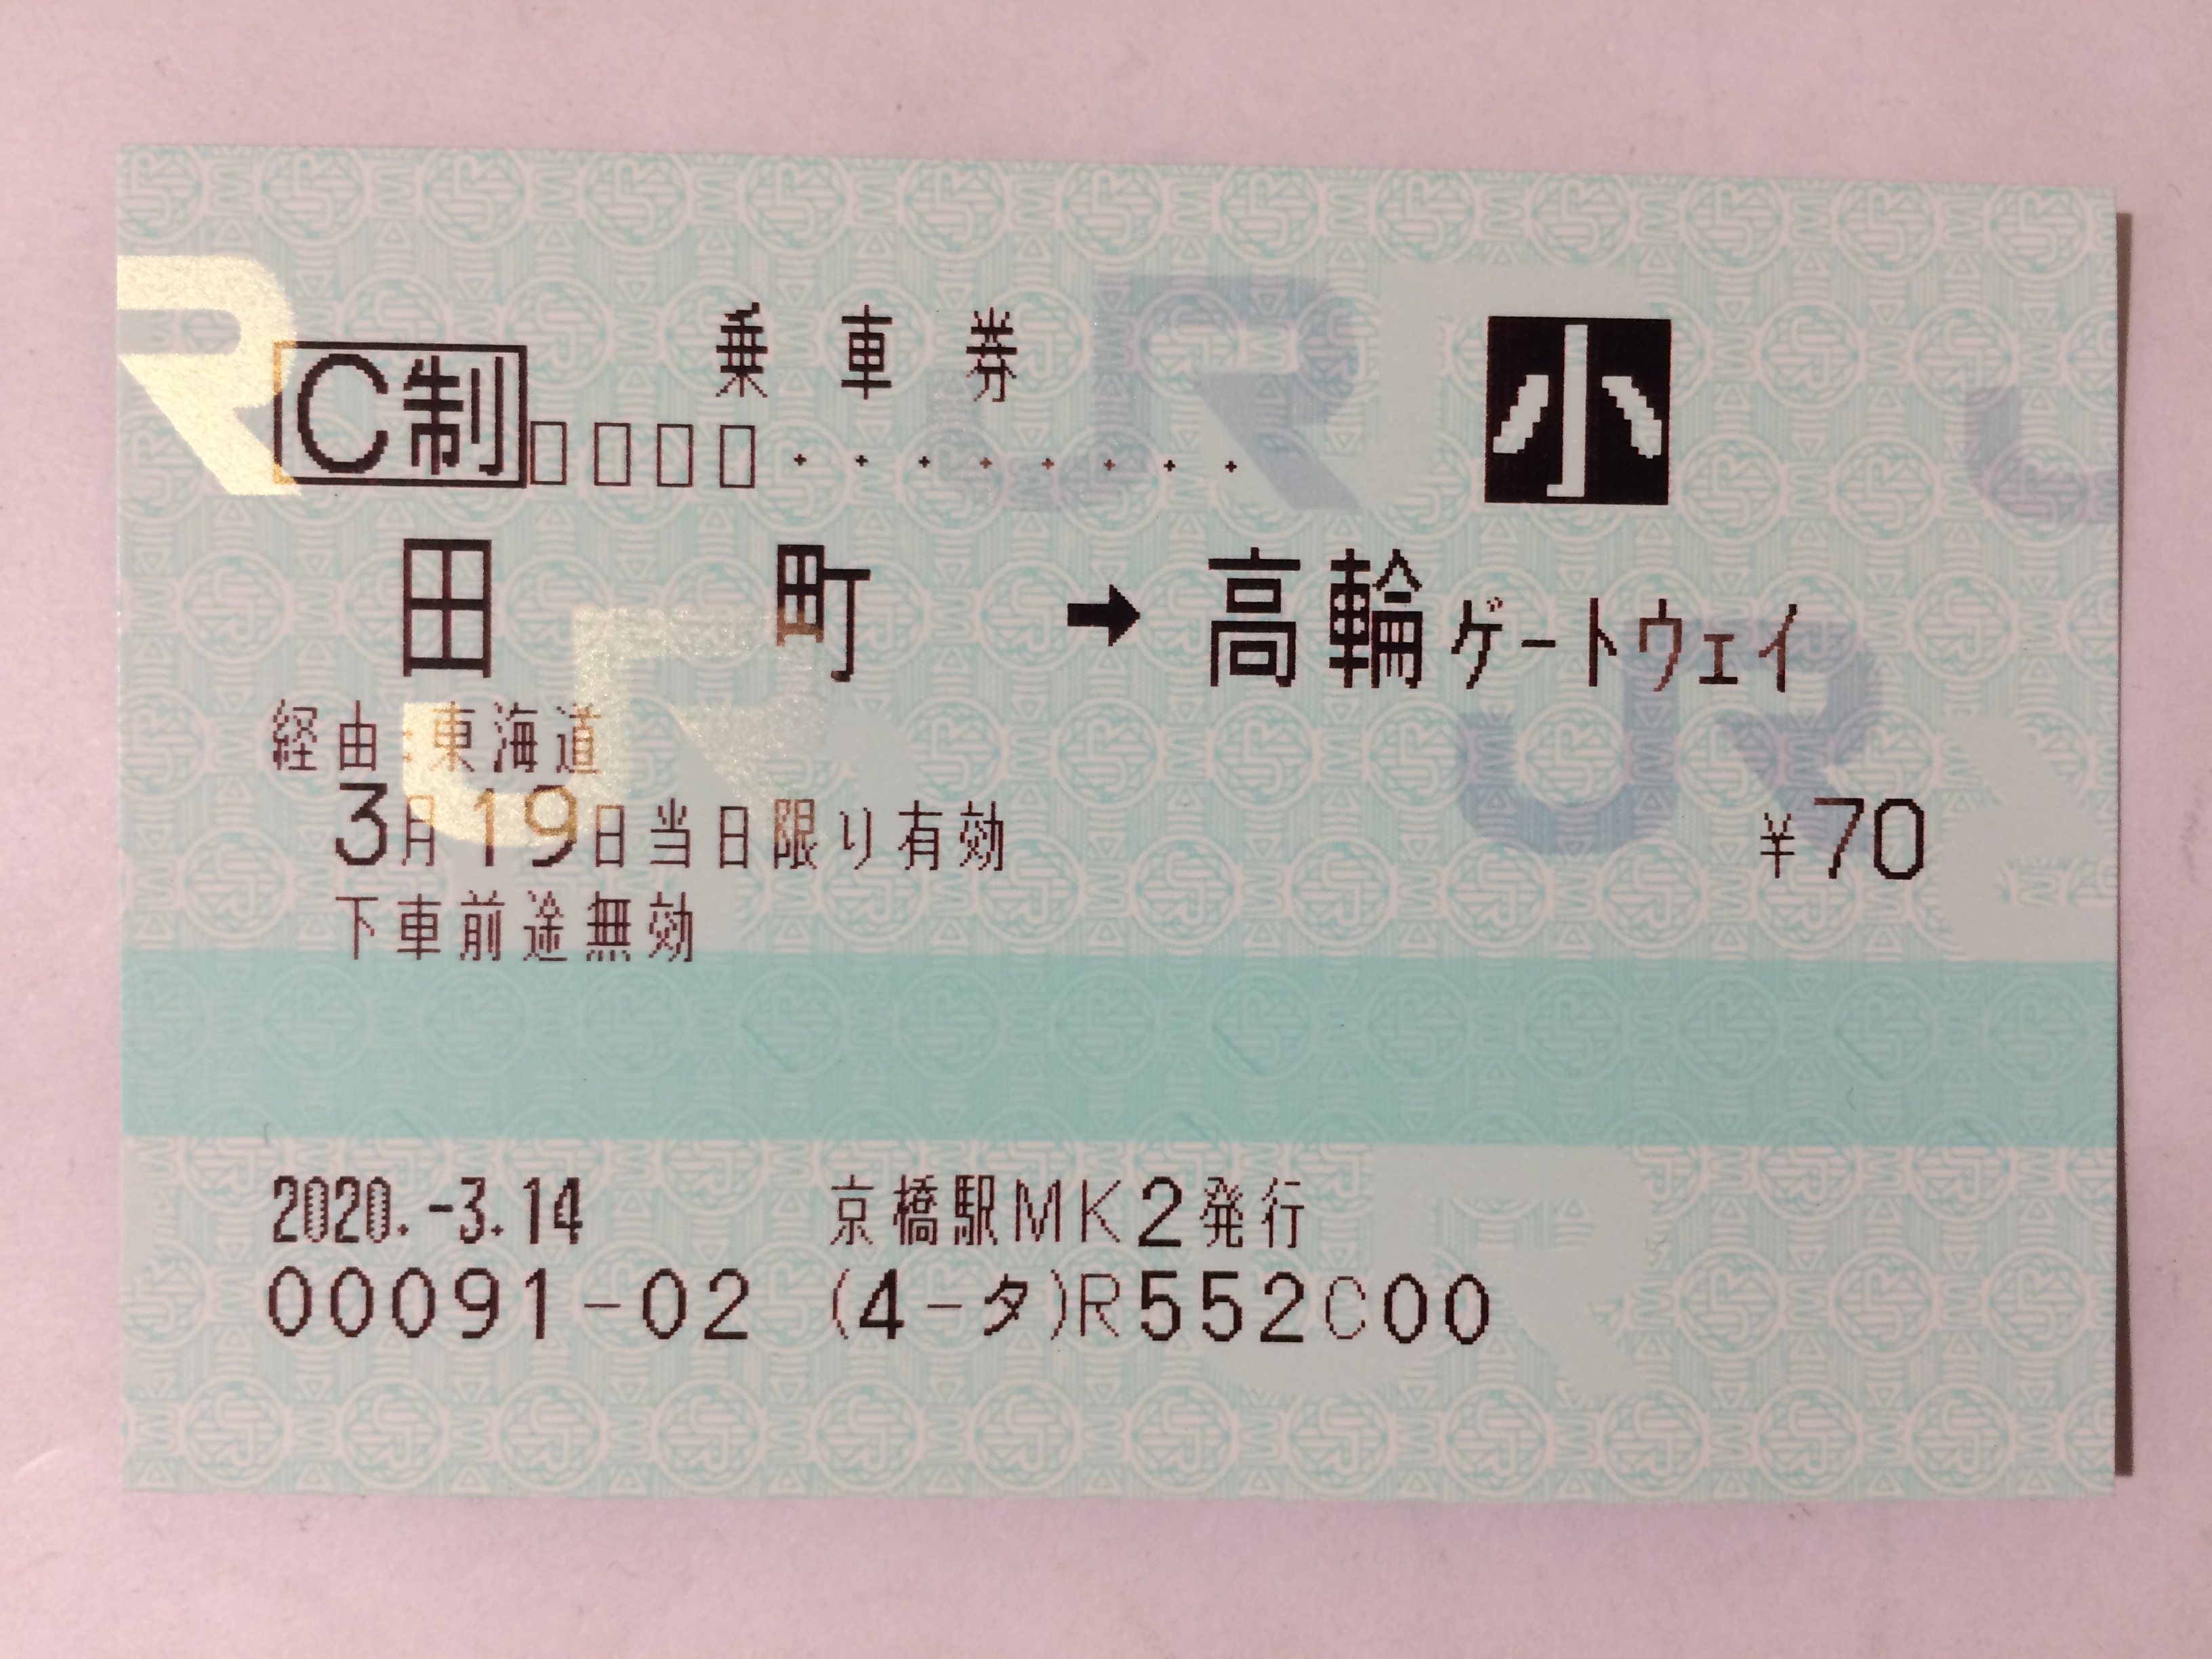 乗車券
小
C制□□□□・・・・・・・・
田町 → 高輪ゲートウェイ
経由:東海道
3月19日当日限り有効 ¥70
下車前途無効
2020.-3.14 京橋駅MK2発行
00091-02 (4-タ)R552C00